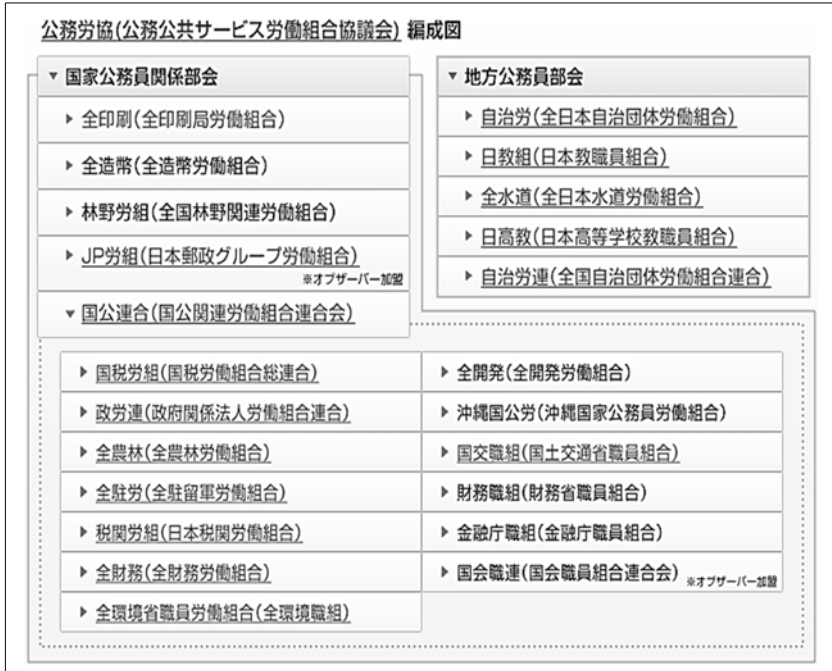 公務労協(公務公共サービス労働組合協議会) 編成図
▼ 国家公務員関係部会
▶ 全印刷(全印刷局労働組合)
▶ 全造幣(全造幣労働組合)
▶ 林野労組(全国林野関連労働組合)
▶ JP労組(日本郵政グループ労働組合)
※オブザーバー加盟
▼ 国公連合(国公関連労働組合連合会)
▼ 地方公務員部会
▶ 自治労(全日本自治団体労働組合)
▶ 日教組(日本教職員組合)
▶ 全水道(全日本水道労働組合)
▶ 日高教(日本高等学校教職員組合)
▶ 自治労連(全国自治団体労働組合連合)
▶ 国税労組(国税労働組合総連合)
▶ 政労連(政府関係法人労働組合連合)
▶ 全農林(全農林労働組合)
▶ 全駐労(全駐留軍労働組合)
▶ 税関労組(日本税関労働組合)
▶ 全財務(全財務労働組合)
▶ 全環境省職員労働組合(全環境職組)
▶ 全開発(全開発労働組合)
▶ 沖縄国公労(沖縄国家公務員労働組合)
▶ 国交職組(国土交通省職員組合)
▶ 財務職組(財務省職員組合)
▶ 金融庁職組(金融庁職員組合)
▶ 国会職連(国会職員組合連合会) ※オブザーバー加盟